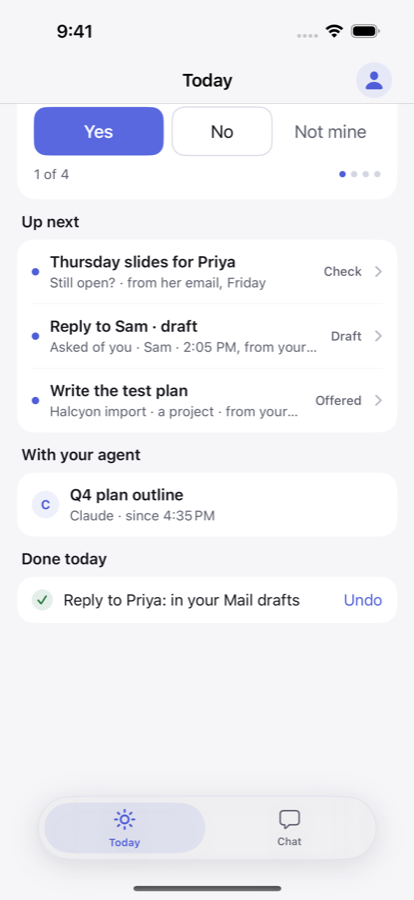 9:41
Today
Yes
No
Not mine
1 of 4
Up next
Thursday slides for Priya
Still open? · from her email, Friday
Check
Reply to Sam · draft
Asked of you · Sam · 2:05 PM, from your...
Draft
Write the test plan
Halcyon import · a project · from your...
Offered
With your agent
C
Q4 plan outline
Claude · since 4:35 PM
Done today
Reply to Priya: in your Mail drafts
Undo
Today
Chat